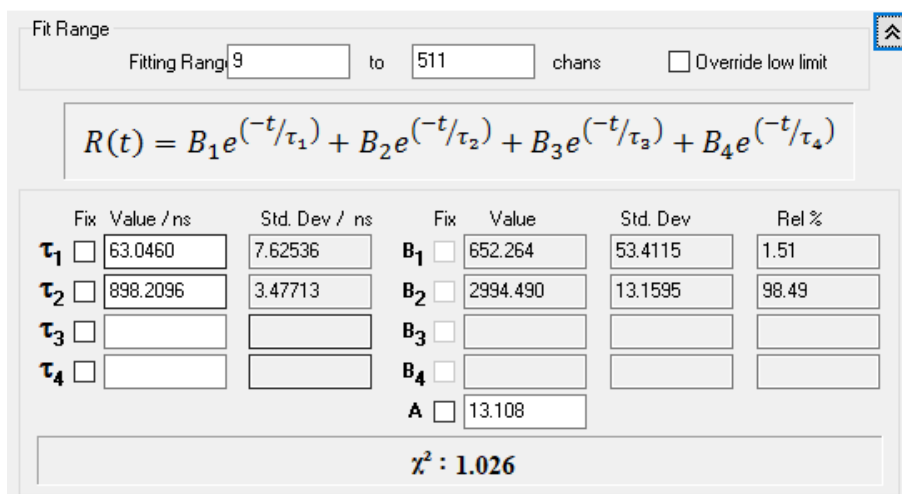 Fit Range
Fitting Rang 9 to 511 chans Override low limit
R(t) = B₁e^(-t/τ₁) + B₂e^(-t/τ₂) + B₃e^(-t/τ₃) + B₄e^(-t/τ₄)
Fix Value / ns Std. Dev / ns Fix Value Std. Dev Rel %
τ₁ 63.0460 7.62536 B₁ 652.264 53.4115 1.51
τ₂ 898.2096 3.47713 B₂ 2994.490 13.1595 98.49
τ₃ B₃
τ₄ B₄
A 13.108
χ² : 1.026